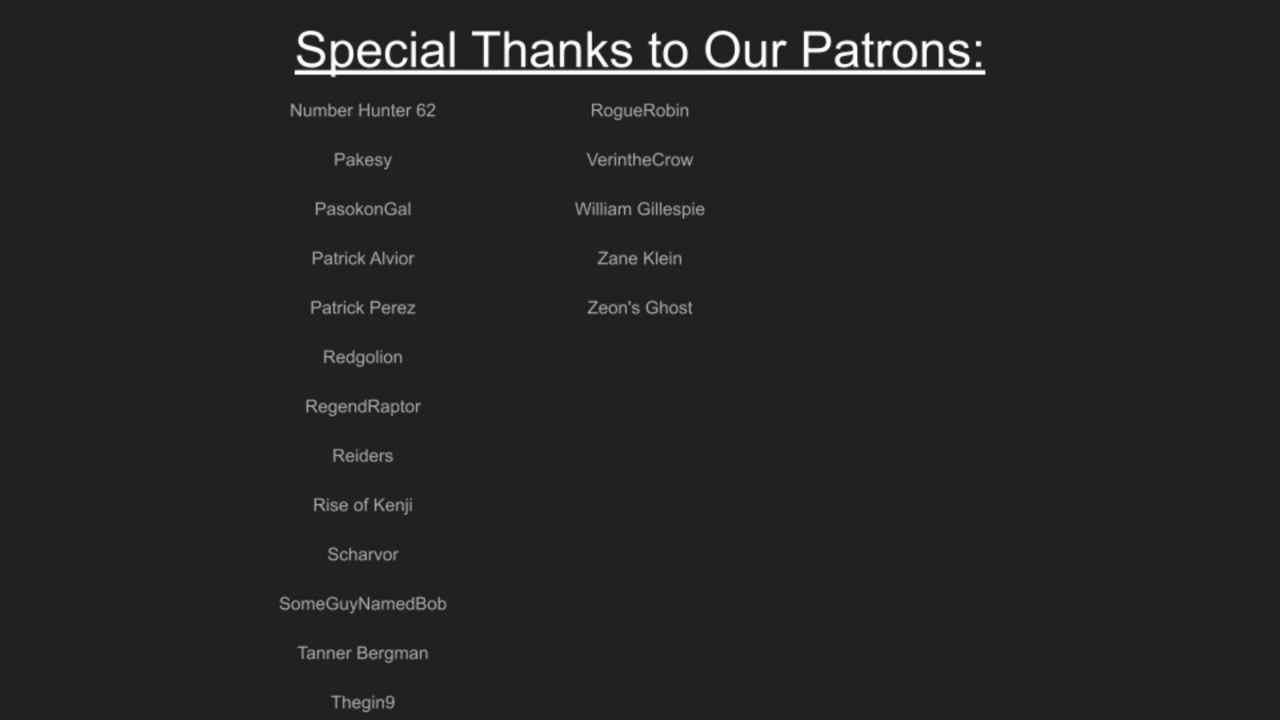 Special Thanks to Our Patrons:
Number Hunter 62
Pakesy
PasokonGal
Patrick Alvior
Patrick Perez
Redgolion
RegendRaptor
Reiders
Rise of Kenji
Scharvor
SomeGuyNamedBob
Tanner Bergman
Thegin9
RogueRobin
VerintheCrow
William Gillespie
Zane Klein
Zeon's Ghost